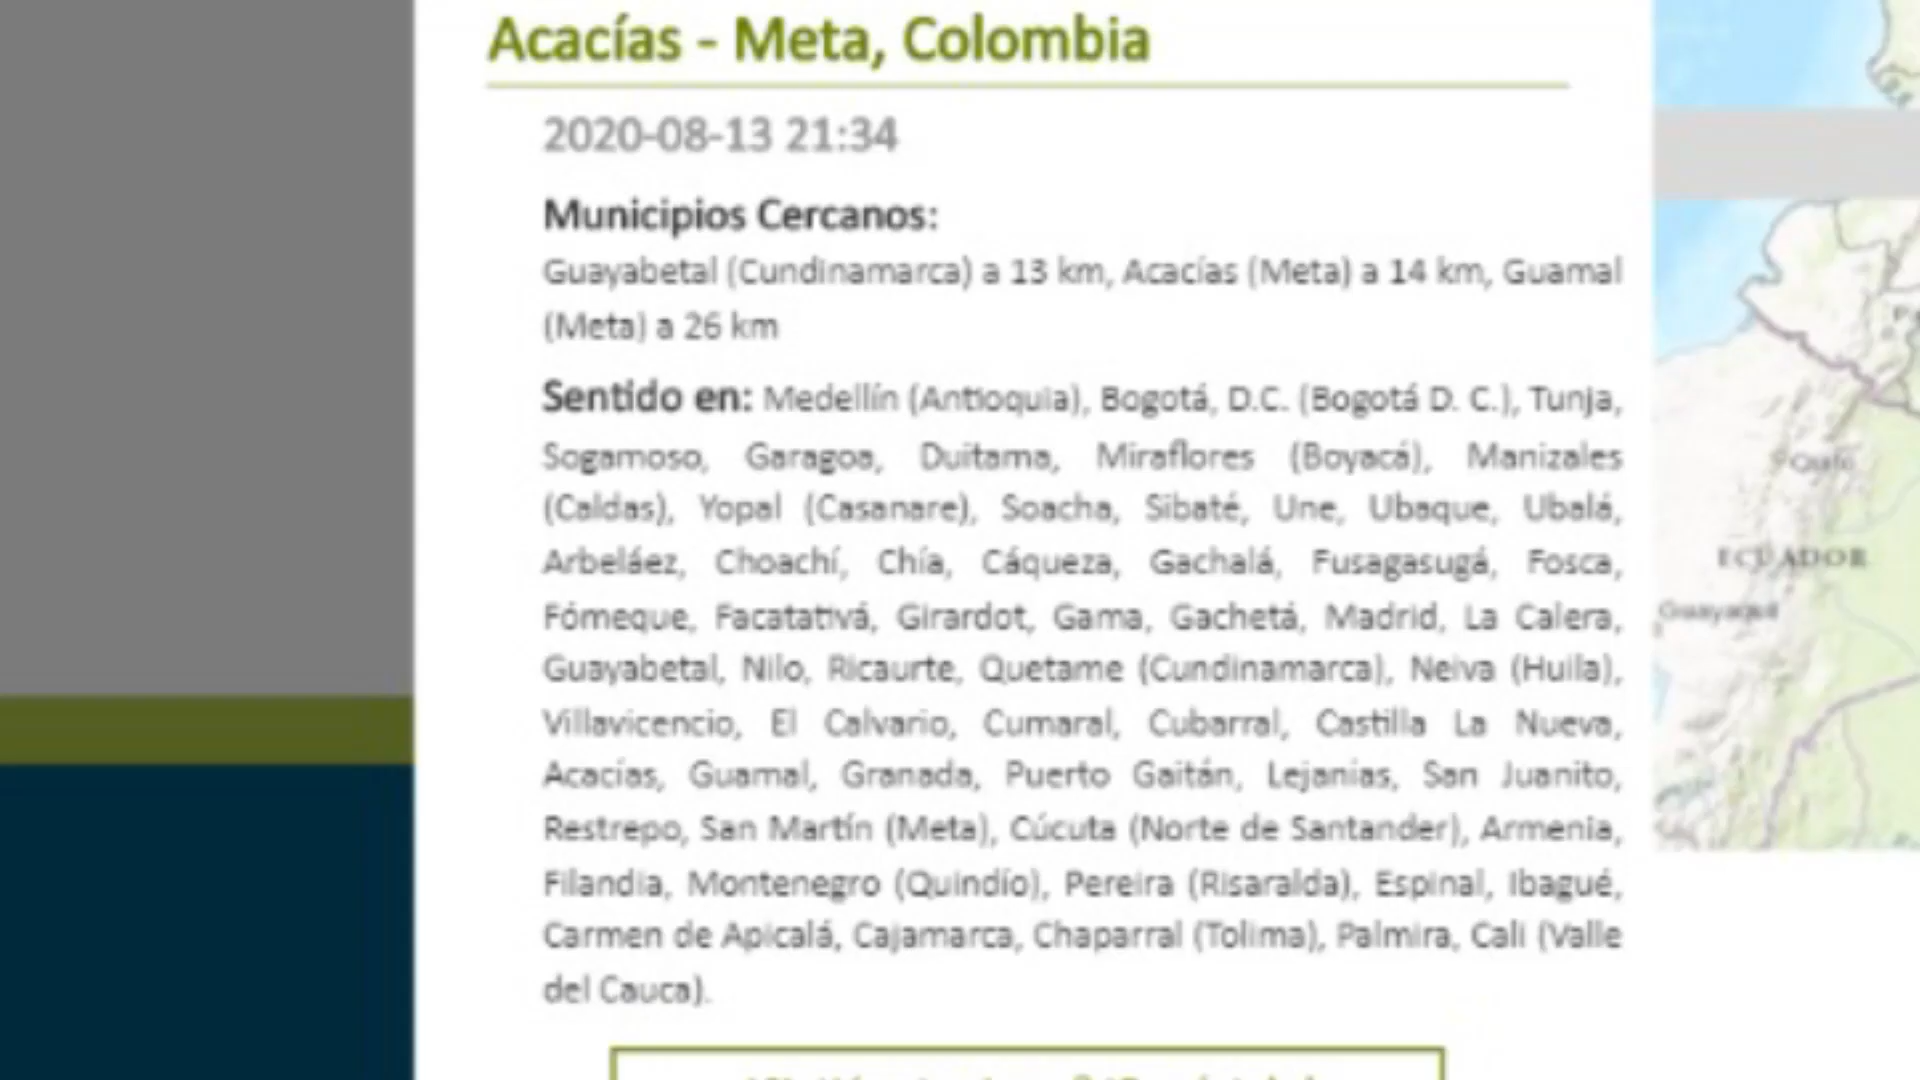 Acacías - Meta, Colombia
2020-08-13 21:34
Municipios Cercanos:
Guayabetal (Cundinamarca) a 13 km, Acacías (Meta) a 14 km, Guamal
(Meta) a 26 km
Sentido en: Medellín (Antioquia), Bogotá, D.C. (Bogotá D. C.), Tunja,
Sogamoso, Garagoa, Duitama, Miraflores (Boyacá), Manizales
(Caldas), Yopal (Casanare), Soacha, Sibaté, Une, Ubaque, Ubalá,
Arbeláez, Choachí, Chía, Cáqueza, Gachalá, Fusagasugá, Fosca,
Fómeque, Facatativá, Girardot, Gama, Gachetá, Madrid, La Calera,
Guayabetal, Nilo, Ricaurte, Quetame (Cundinamarca), Neiva (Huila),
Villavicencio, El Calvario, Cumaral, Cubarral, Castilla La Nueva,
Acacías, Guamal, Granada, Puerto Gaitán, Lejanías, San Juanito,
Restrepo, San Martín (Meta), Cúcuta (Norte de Santander), Armenia,
Filandia, Montenegro (Quindío), Pereira (Risaralda), Espinal, Ibagué,
Carmen de Apicalá, Cajamarca, Chaparral (Tolima), Palmira, Cali (Valle
del Cauca).
Quito
ECUADOR
Guayaquil